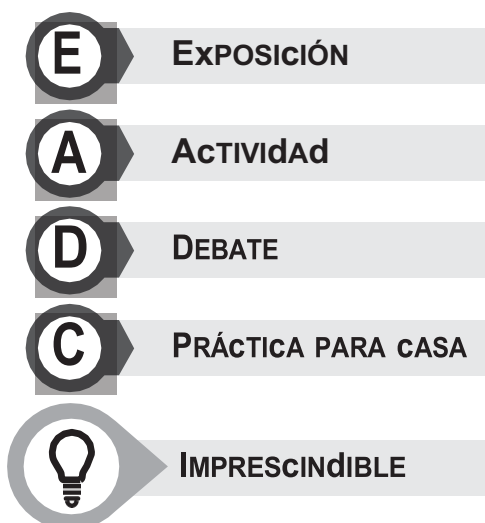 E EXPOSICIÓN
A ACTIVIdAd
D DEBATE
C PRÁCTICA PARA CASA
IMPRESCINdIBLE